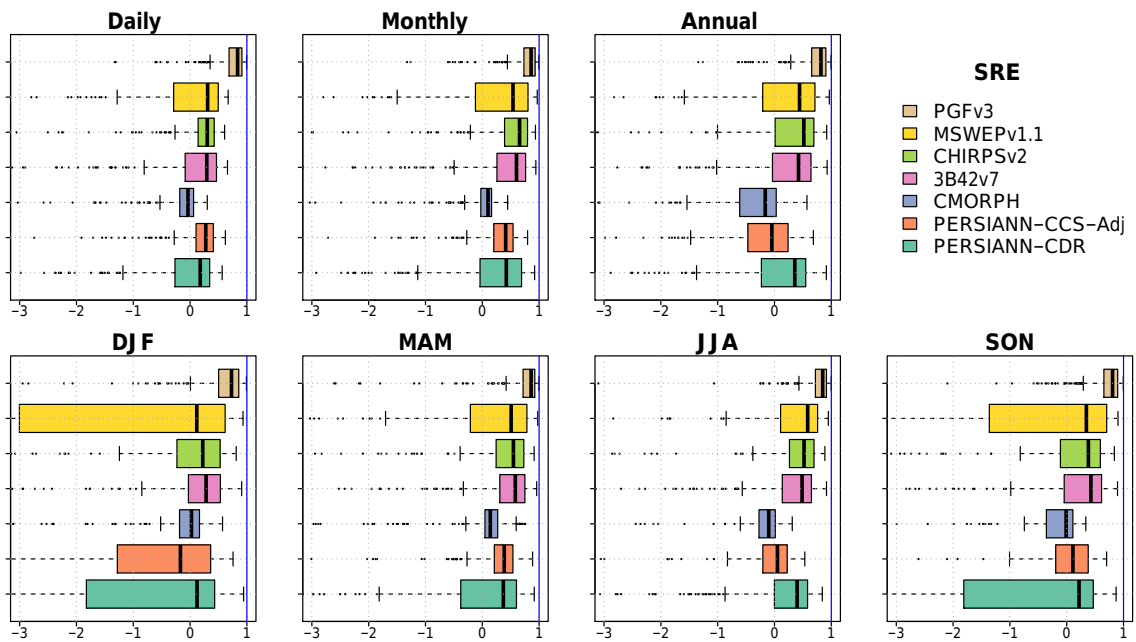 Daily Monthly Annual
SRE
PGFv3
MSWEPv1.1
CHIRPSv2
3B42v7
CMORPH
PERSIANN−CCS−Adj
PERSIANN−CDR
−3 −2 −1 0 1 −3 −2 −1 0 1 −3 −2 −1 0 1
DJF MAM JJA SON
−3 −2 −1 0 1 −3 −2 −1 0 1 −3 −2 −1 0 1 −3 −2 −1 0 1